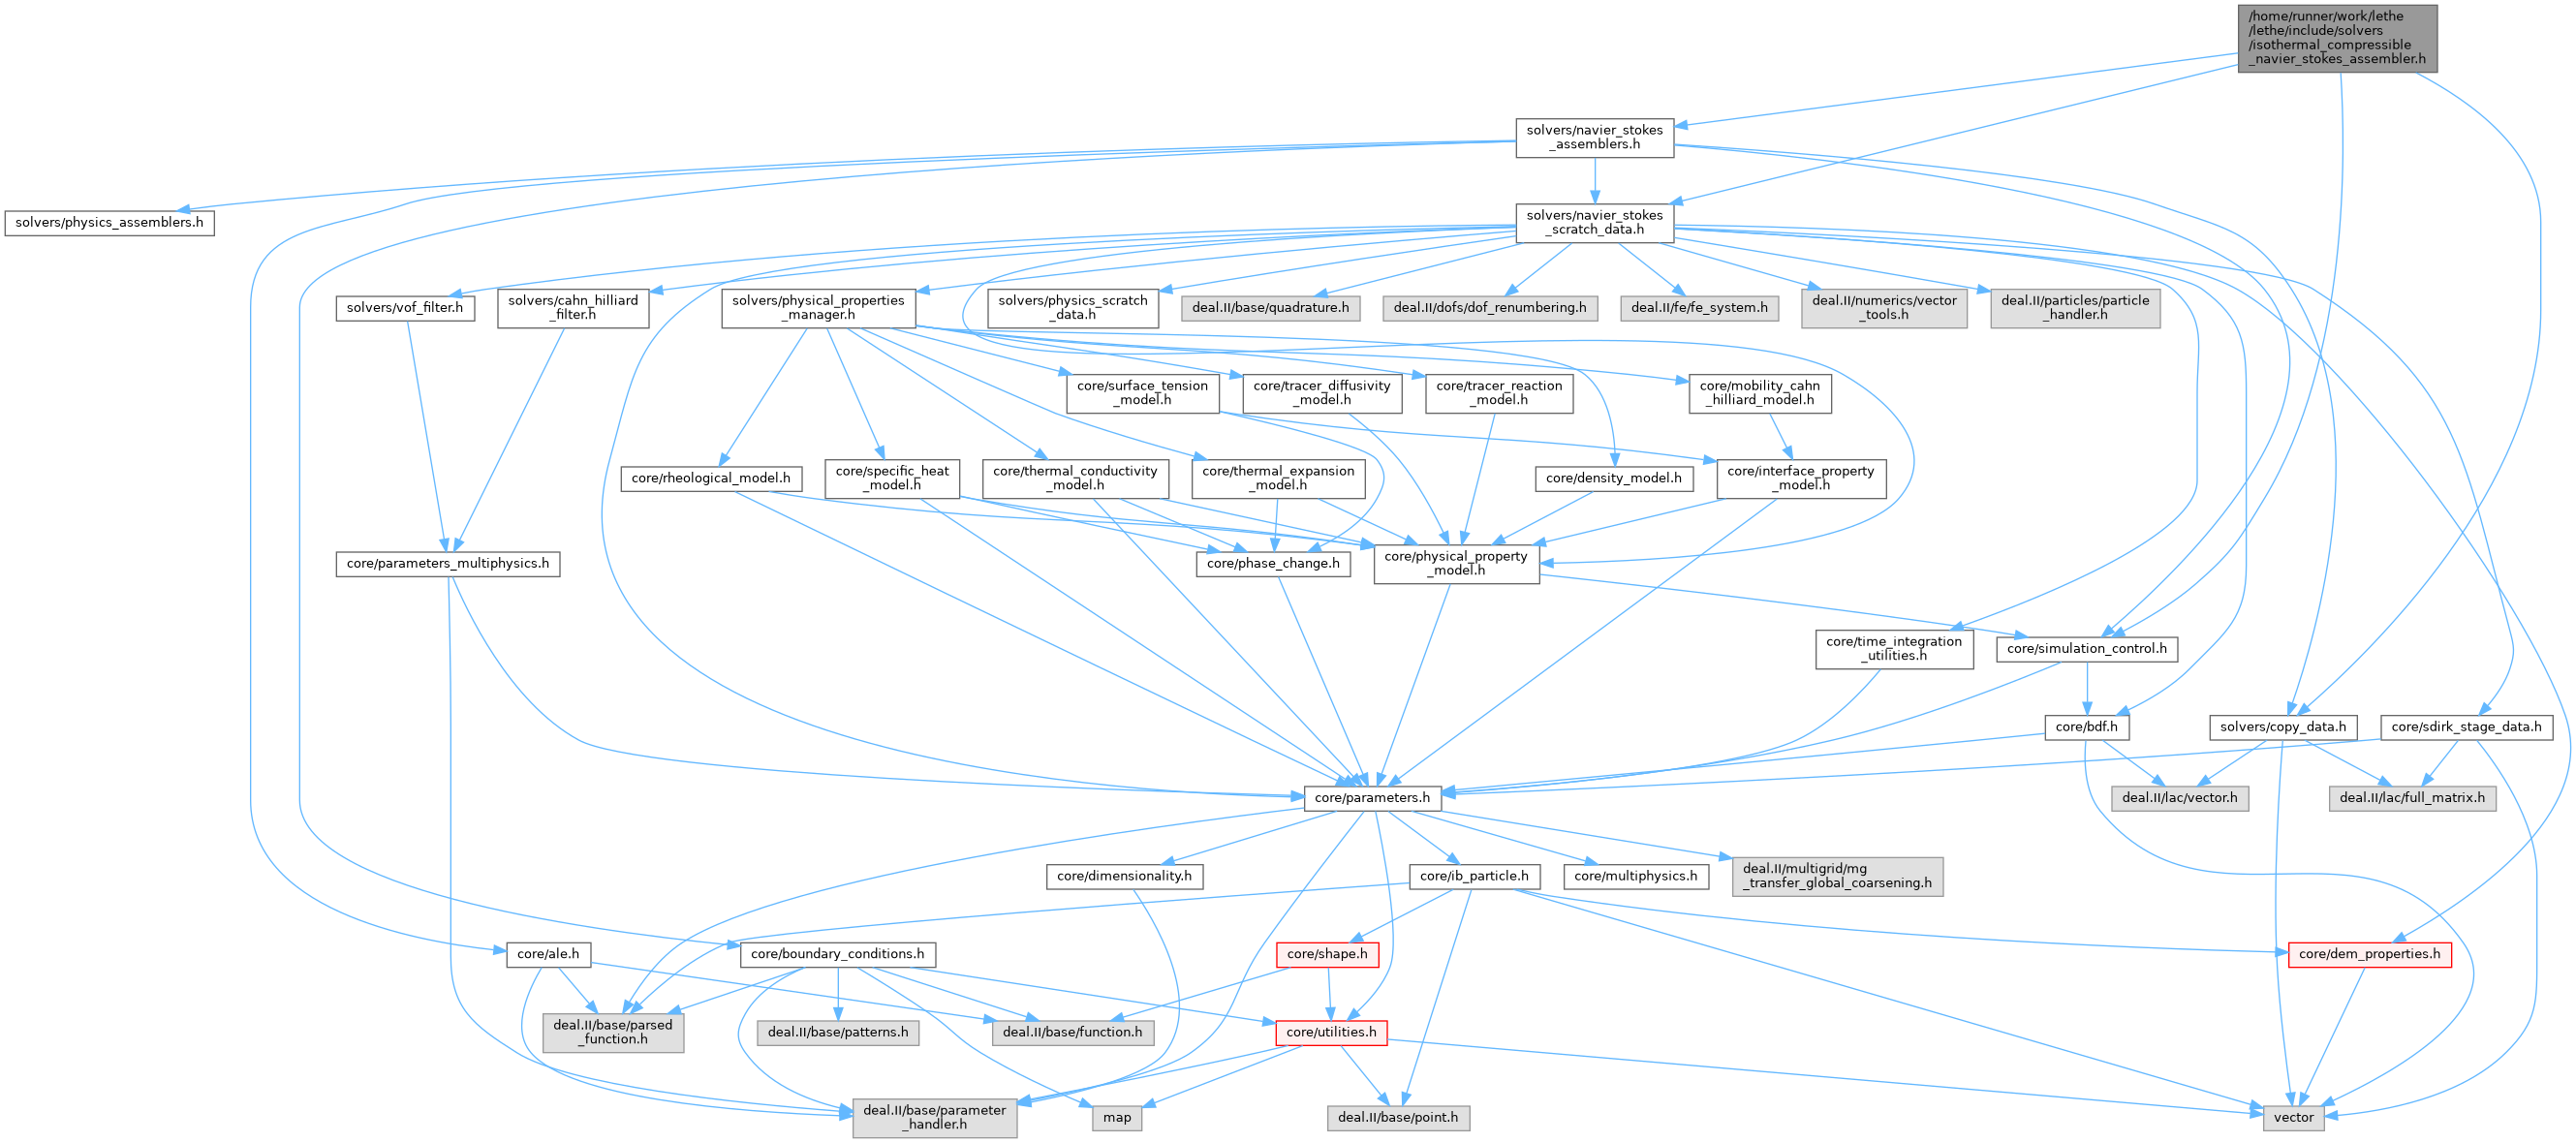 /home/runner/work/lethe
/lethe/include/solvers
/isothermal_compressible
_navier_stokes_assembler.h
solvers/navier_stokes
_assemblers.h
solvers/physics_assemblers.h
solvers/navier_stokes
_scratch_data.h
solvers/vof_filter.h
solvers/cahn_hilliard
_filter.h
solvers/physical_properties
_manager.h
solvers/physics_scratch
_data.h
deal.II/base/quadrature.h
deal.II/dofs/dof_renumbering.h
deal.II/fe/fe_system.h
deal.II/numerics/vector
_tools.h
deal.II/particles/particle
_handler.h
core/surface_tension
_model.h
core/tracer_diffusivity
_model.h
core/tracer_reaction
_model.h
core/mobility_cahn
_hilliard_model.h
core/rheological_model.h
core/specific_heat
_model.h
core/thermal_conductivity
_model.h
core/thermal_expansion
_model.h
core/density_model.h
core/interface_property
_model.h
core/parameters_multiphysics.h
core/phase_change.h
core/physical_property
_model.h
core/time_integration
_utilities.h
core/simulation_control.h
core/bdf.h
solvers/copy_data.h
core/sdirk_stage_data.h
core/parameters.h
deal.II/lac/vector.h
deal.II/lac/full_matrix.h
core/dimensionality.h
core/ib_particle.h
core/multiphysics.h
deal.II/multigrid/mg
_transfer_global_coarsening.h
core/ale.h
core/boundary_conditions.h
core/shape.h
core/dem_properties.h
deal.II/base/parsed
_function.h
deal.II/base/patterns.h
deal.II/base/function.h
core/utilities.h
deal.II/base/parameter
_handler.h
map
deal.II/base/point.h
vector